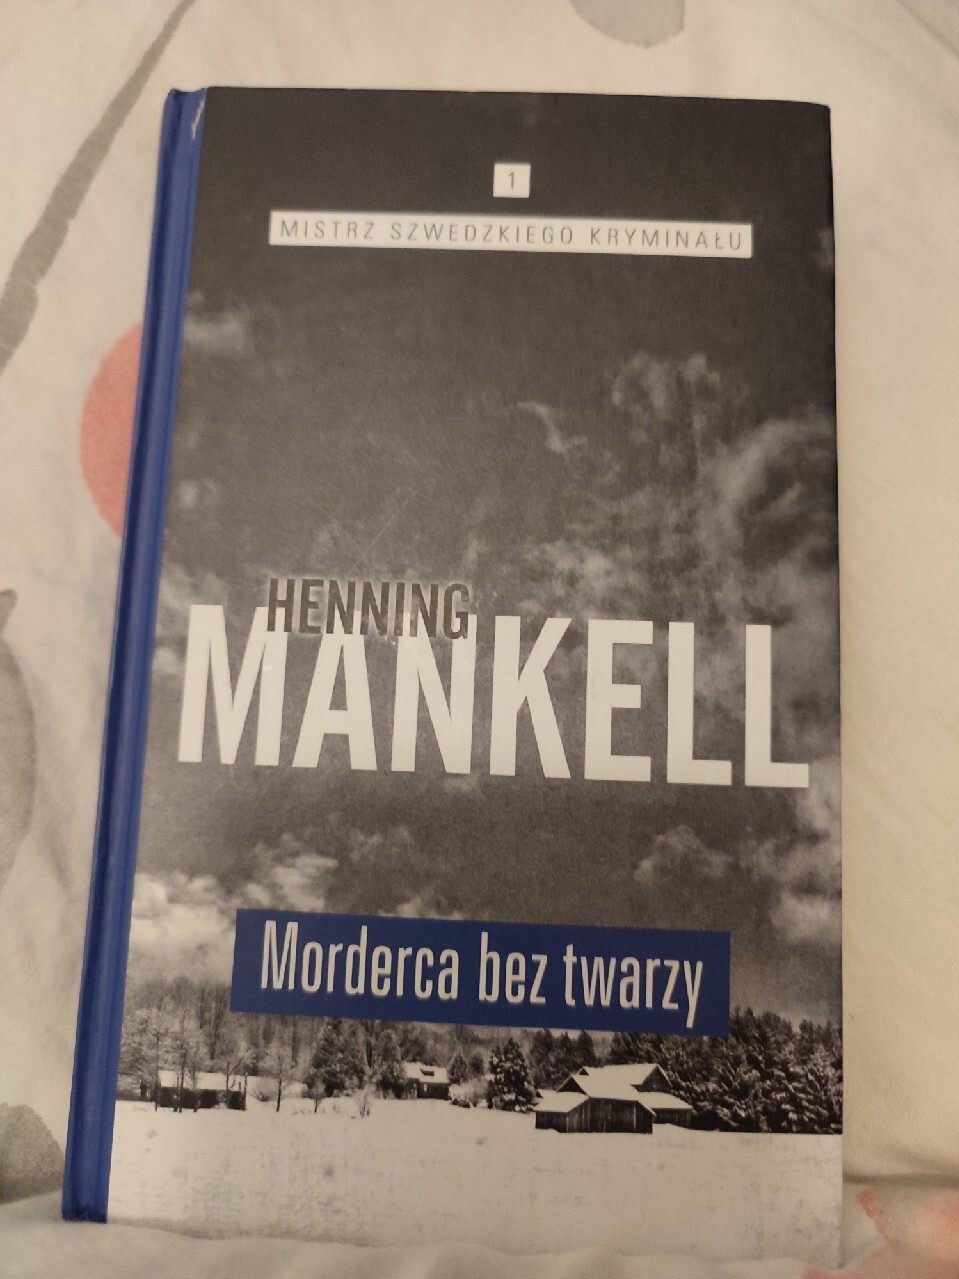 1
MISTRZ SZWEDZKIEGO KRYMINAŁU
HENNING
MANKELL
Morderca bez twarzy